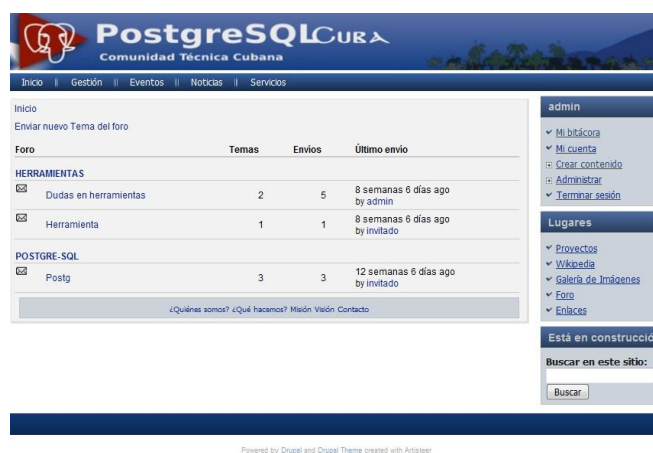 PostgreSQL CUBA
Comunidad Técnica Cubana
Inicio || Gestión || Eventos || Noticias || Servicios
Inicio
Enviar nuevo Tema del foro
Foro Temas Envios Último envio
HERRAMIENTAS
Dudas en herramientas 2 5 8 semanas 6 días ago
by admin
Herramienta 1 1 8 semanas 6 días ago
by invitado
POSTGRE-SQL
Postg 3 3 12 semanas 6 días ago
by invitado
¿Quiénes somos? ¿Qué hacemos? Misión Visión Contacto
admin
Mi bitácora
Mi cuenta
Crear contenido
Administrar
Terminar sesión
Lugares
Proyectos
Wikipedia
Galería de Imágenes
Foro
Enlaces
Está en construcció
Buscar en este sitio:
Buscar
Powered by Drupal and Drupal Theme created with Artisteer